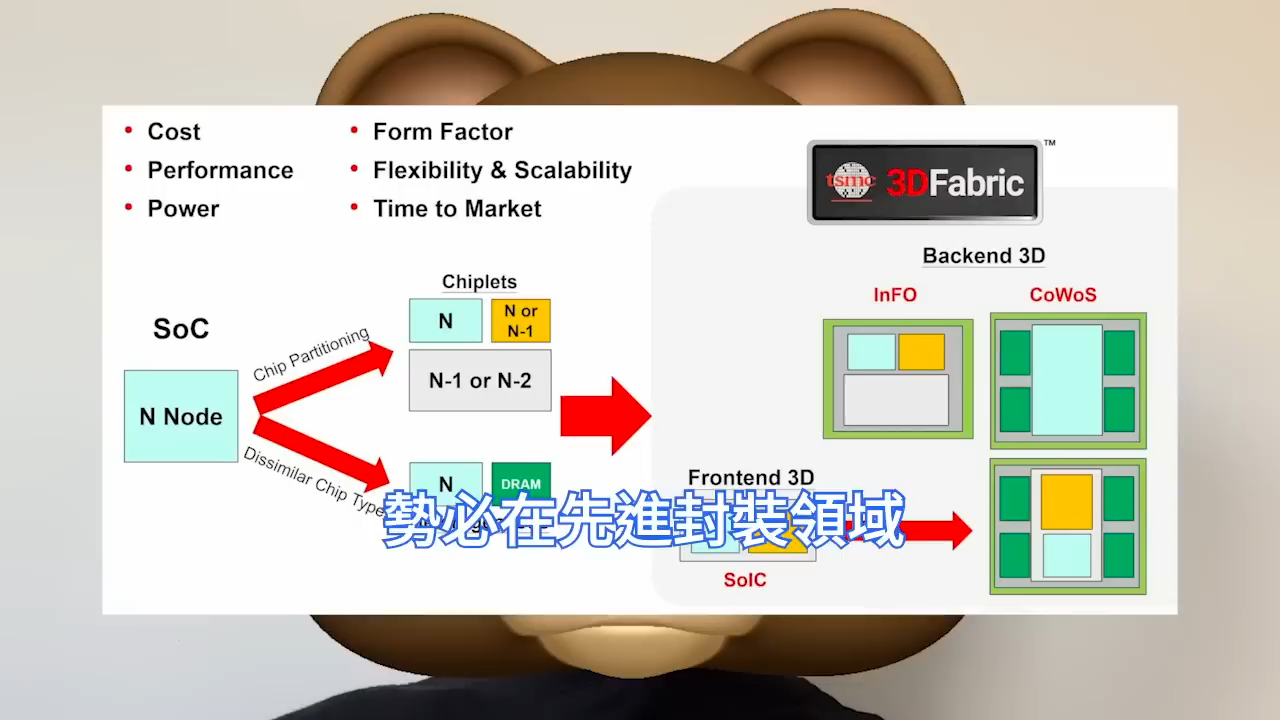 • Cost
• Performance
• Power
• Form Factor
• Flexibility & Scalability
• Time to Market
tsmc 3DFabric™
SoC
N Node
Chip Partitioning
Dissimilar Chip Type
Chiplets
N
N or
N-1
N-1 or N-2
N
DRAM
Backend 3D
InFO
CoWoS
Frontend 3D
SoIC
勢必在先進封裝領域